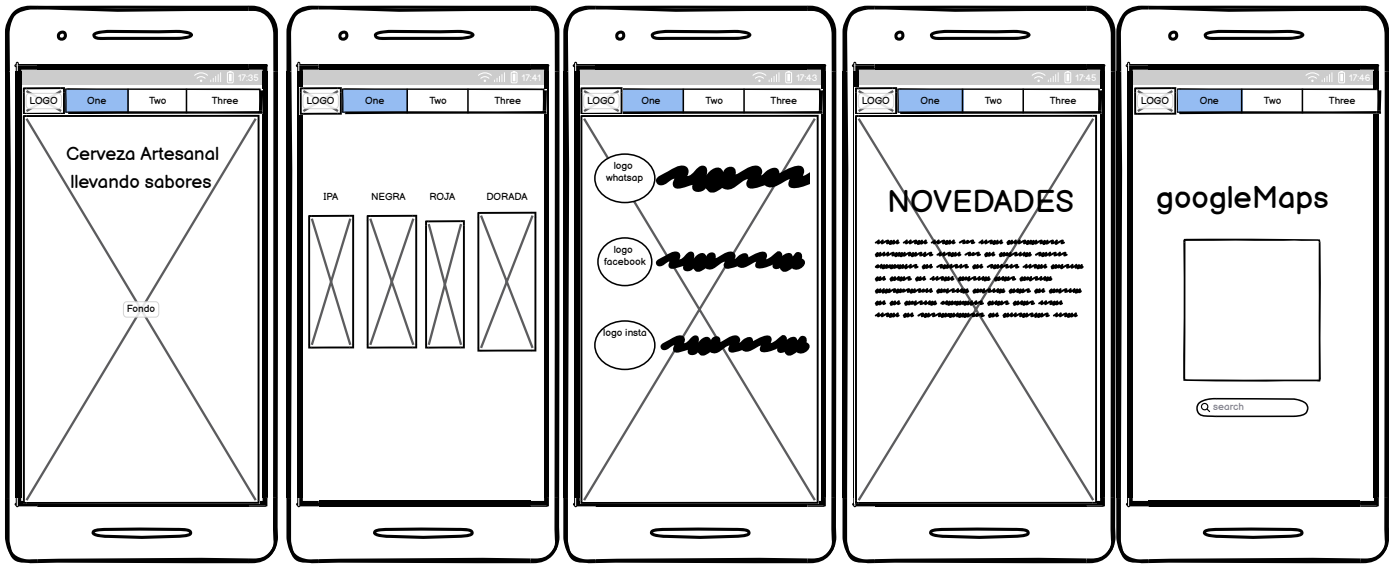 17:35
LOGO One Two Three
Cerveza Artesanal
llevando sabores
Fondo
17:41
LOGO One Two Three
IPA NEGRA ROJA DORADA
17:43
LOGO One Two Three
logo
whatsap
logo
facebook
logo insta
17:45
LOGO One Two Three
NOVEDADES
17:46
LOGO One Two Three
googleMaps
search